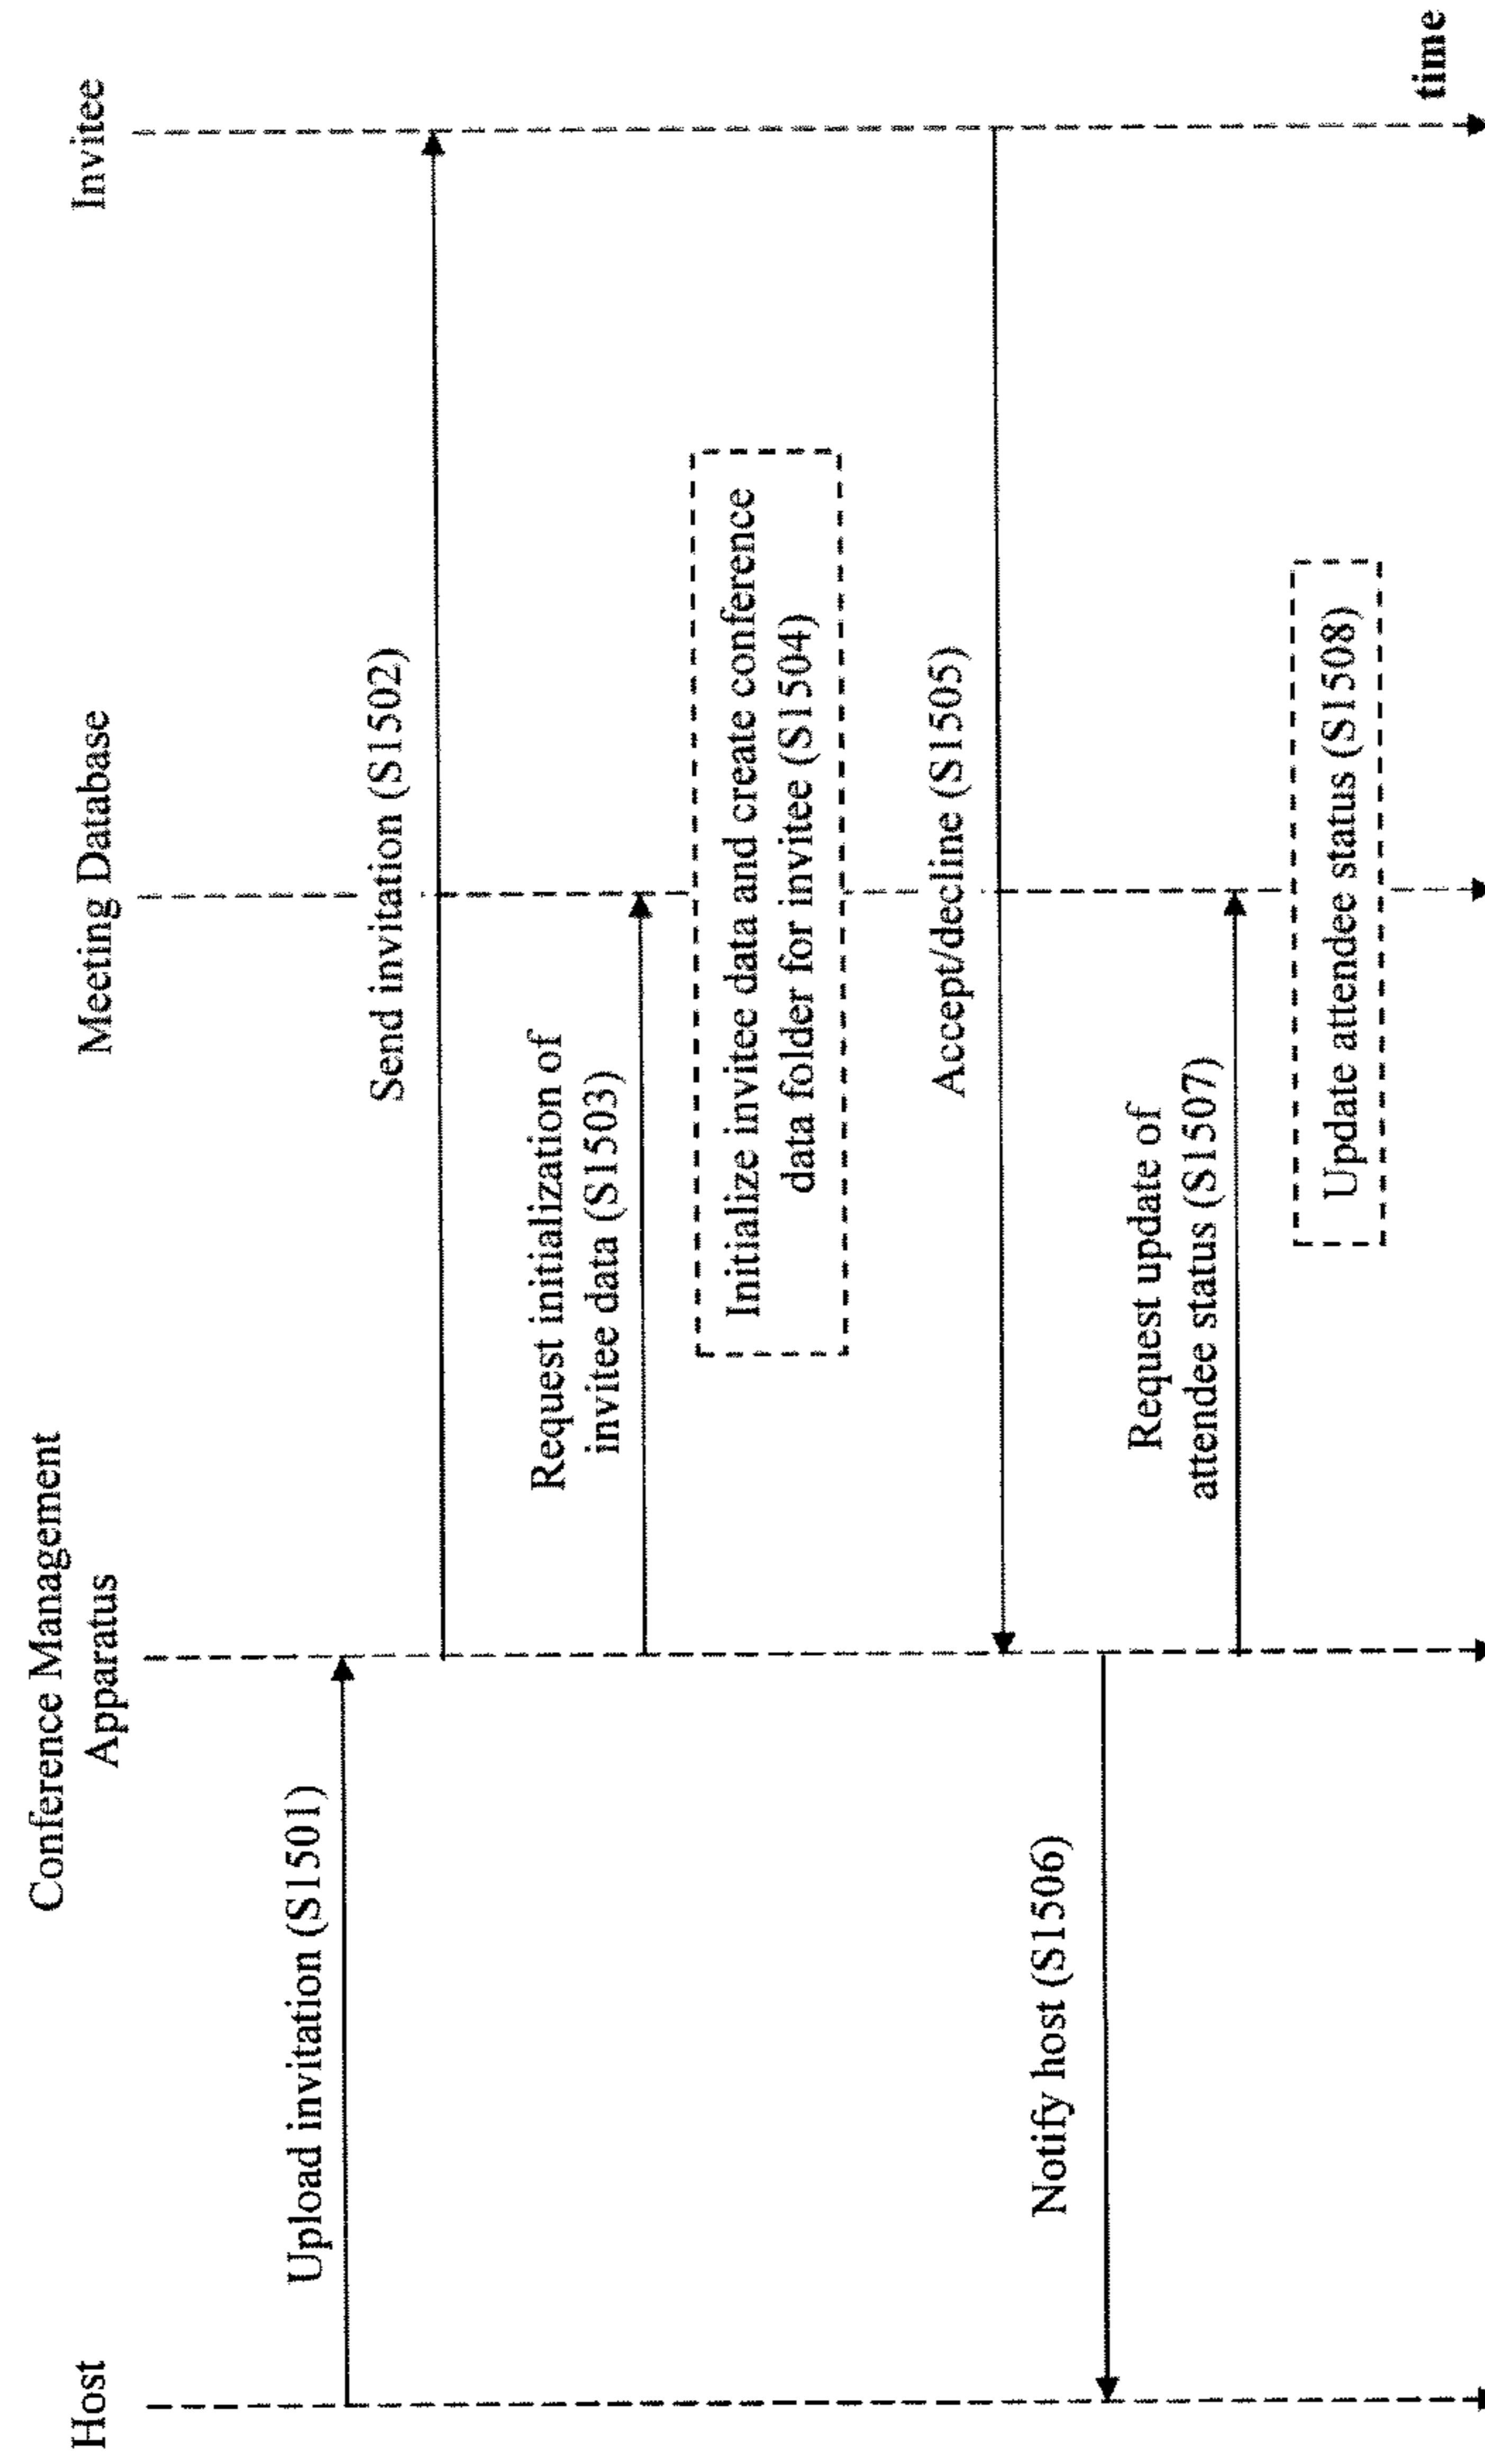 Host
Conference Management
Apparatus
Meeting Database
Invitee
Upload invitation (S1501)
Send invitation (S1502)
Request initialization of
invitee data (S1503)
Initialize invitee data and create conference
data folder for invitee (S1504)
Accept/decline (S1505)
Notify host (S1506)
Request update of
attendee status (S1507)
Update attendee status (S1508)
time